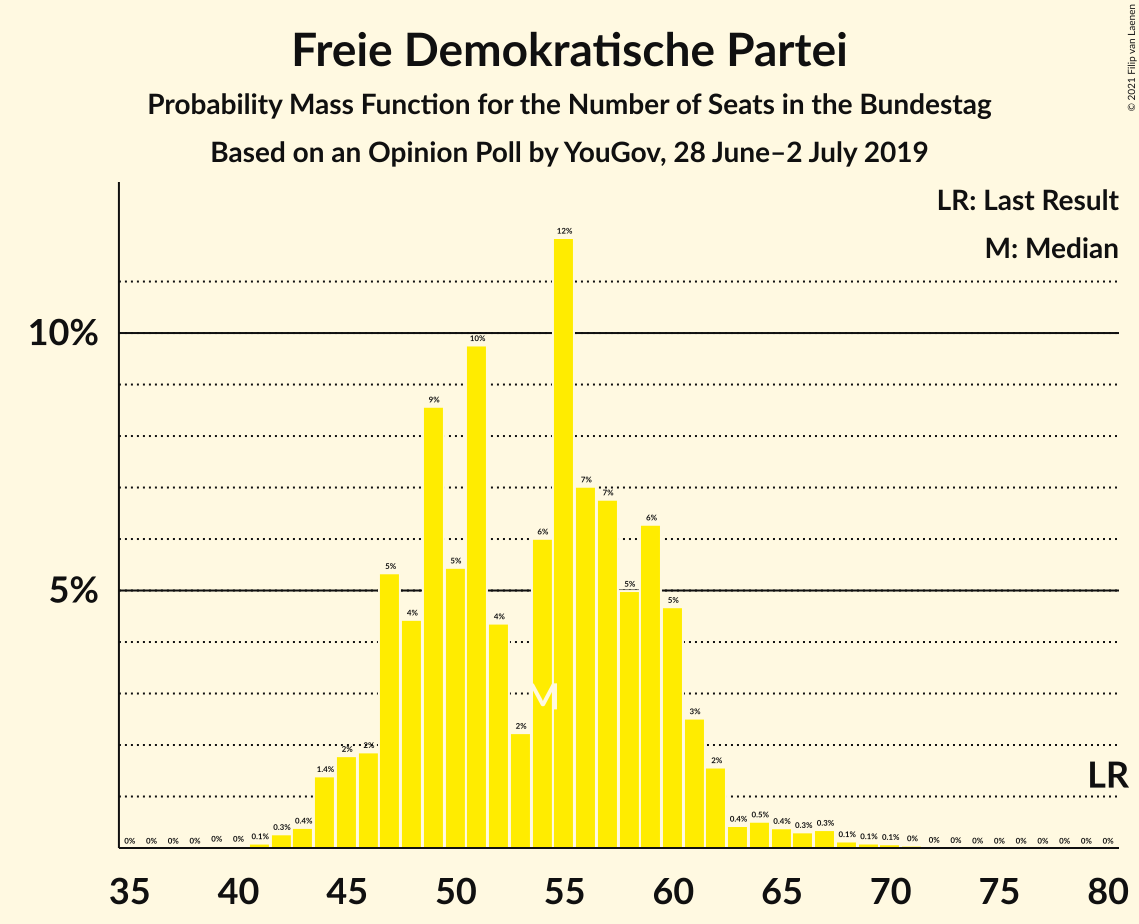 Freie Demokratische Partei
Probability Mass Function for the Number of Seats in the Bundestag
Based on an Opinion Poll by YouGov, 28 June–2 July 2019
© 2021 Filip van Laenen
LR: Last Result
M: Median
10%
5%
0% 0% 0% 0% 0% 0% 0.1% 0.3% 0.4% 1.4% 2% 2% 5% 4% 9% 5% 10% 4% 2% 6% 12% 7% 7% 5% 6% 5% 3% 2% 0.4% 0.5% 0.4% 0.3% 0.3% 0.1% 0.1% 0.1% 0% 0% 0% 0% 0% 0% 0% 0% 0% 0%
M
LR
35 40 45 50 55 60 65 70 75 80